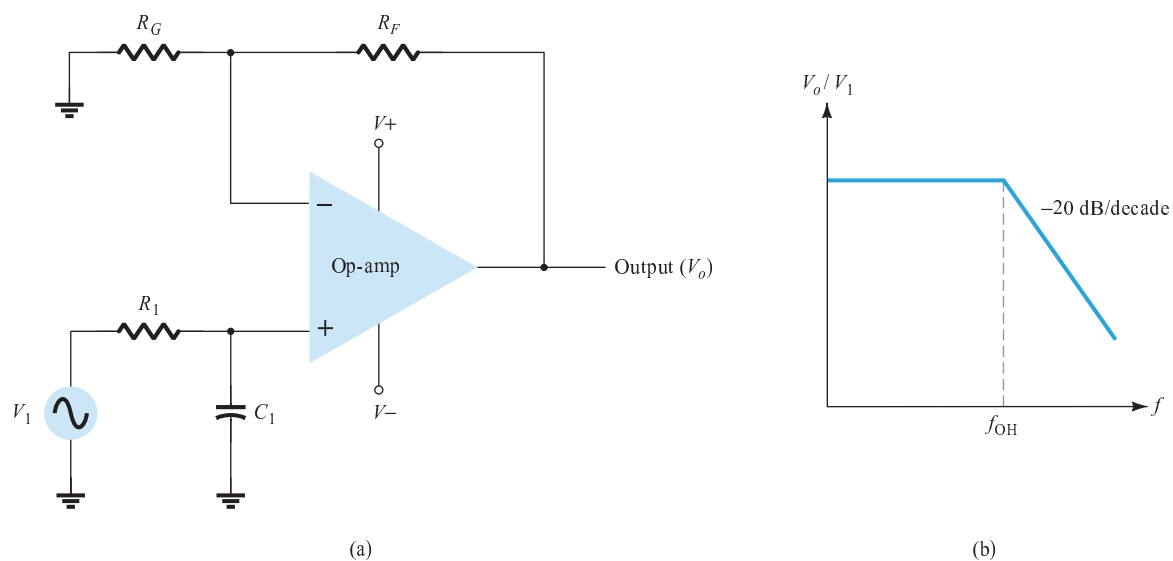 R_G
R_F
V+
−
Op-amp
Output (V_o)
R_1
+
V_1
C_1
V−
(a)
V_o / V_1
−20 dB/decade
f_OH
f
(b)